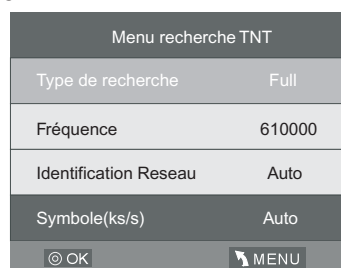 Menu recherche TNT
Type de recherche Full
Fréquence 610000
Identification Reseau Auto
Symbole(ks/s) Auto
OK MENU